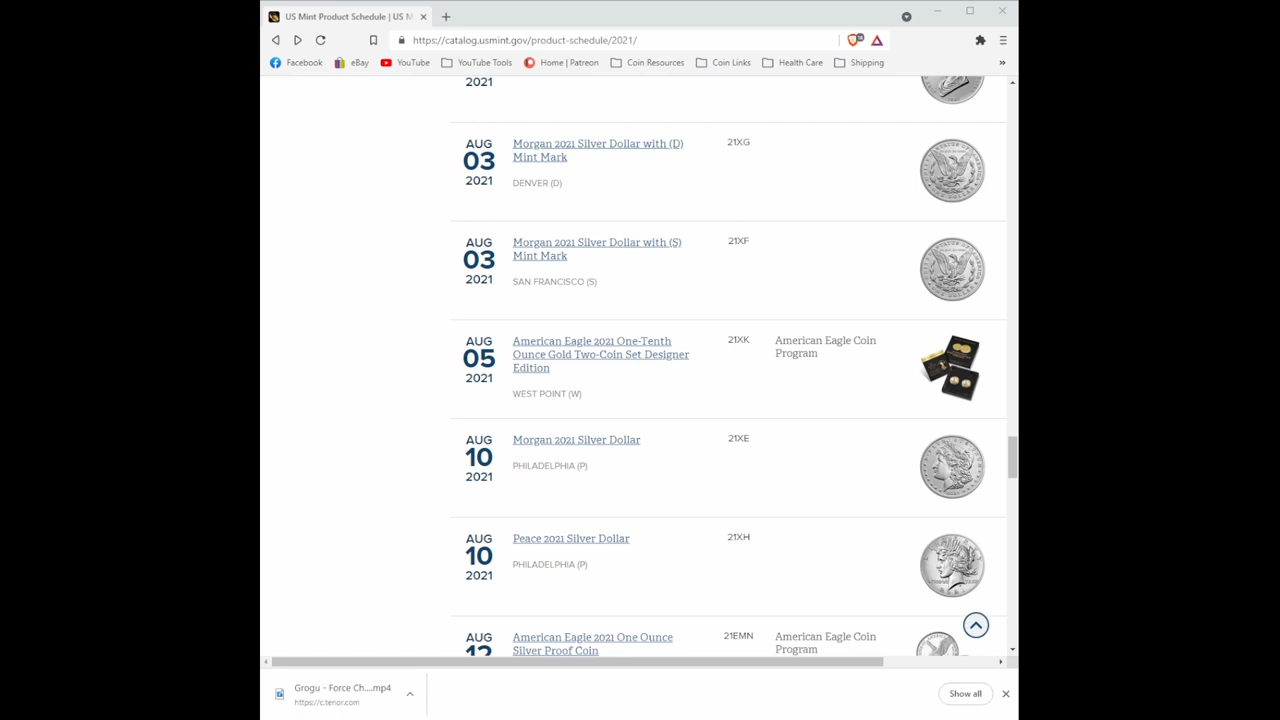 US Mint Product Schedule | US M
https://catalog.usmint.gov/product-schedule/2021/
Facebook eBay YouTube YouTube Tools Home | Patreon Coin Resources Coin Links Health Care Shipping »
2021
AUG
03
2021
Morgan 2021 Silver Dollar with (D)
Mint Mark
DENVER (D)
21XG
AUG
03
2021
Morgan 2021 Silver Dollar with (S)
Mint Mark
SAN FRANCISCO (S)
21XF
AUG
05
2021
American Eagle 2021 One-Tenth
Ounce Gold Two-Coin Set Designer
Edition
WEST POINT (W)
21XK
American Eagle Coin
Program
AUG
10
2021
Morgan 2021 Silver Dollar
PHILADELPHIA (P)
21XE
AUG
10
2021
Peace 2021 Silver Dollar
PHILADELPHIA (P)
21XH
AUG
12
American Eagle 2021 One Ounce
Silver Proof Coin
21EMN
American Eagle Coin
Program
Grogu - Force Ch....mp4
https://c.tenor.com
Show all